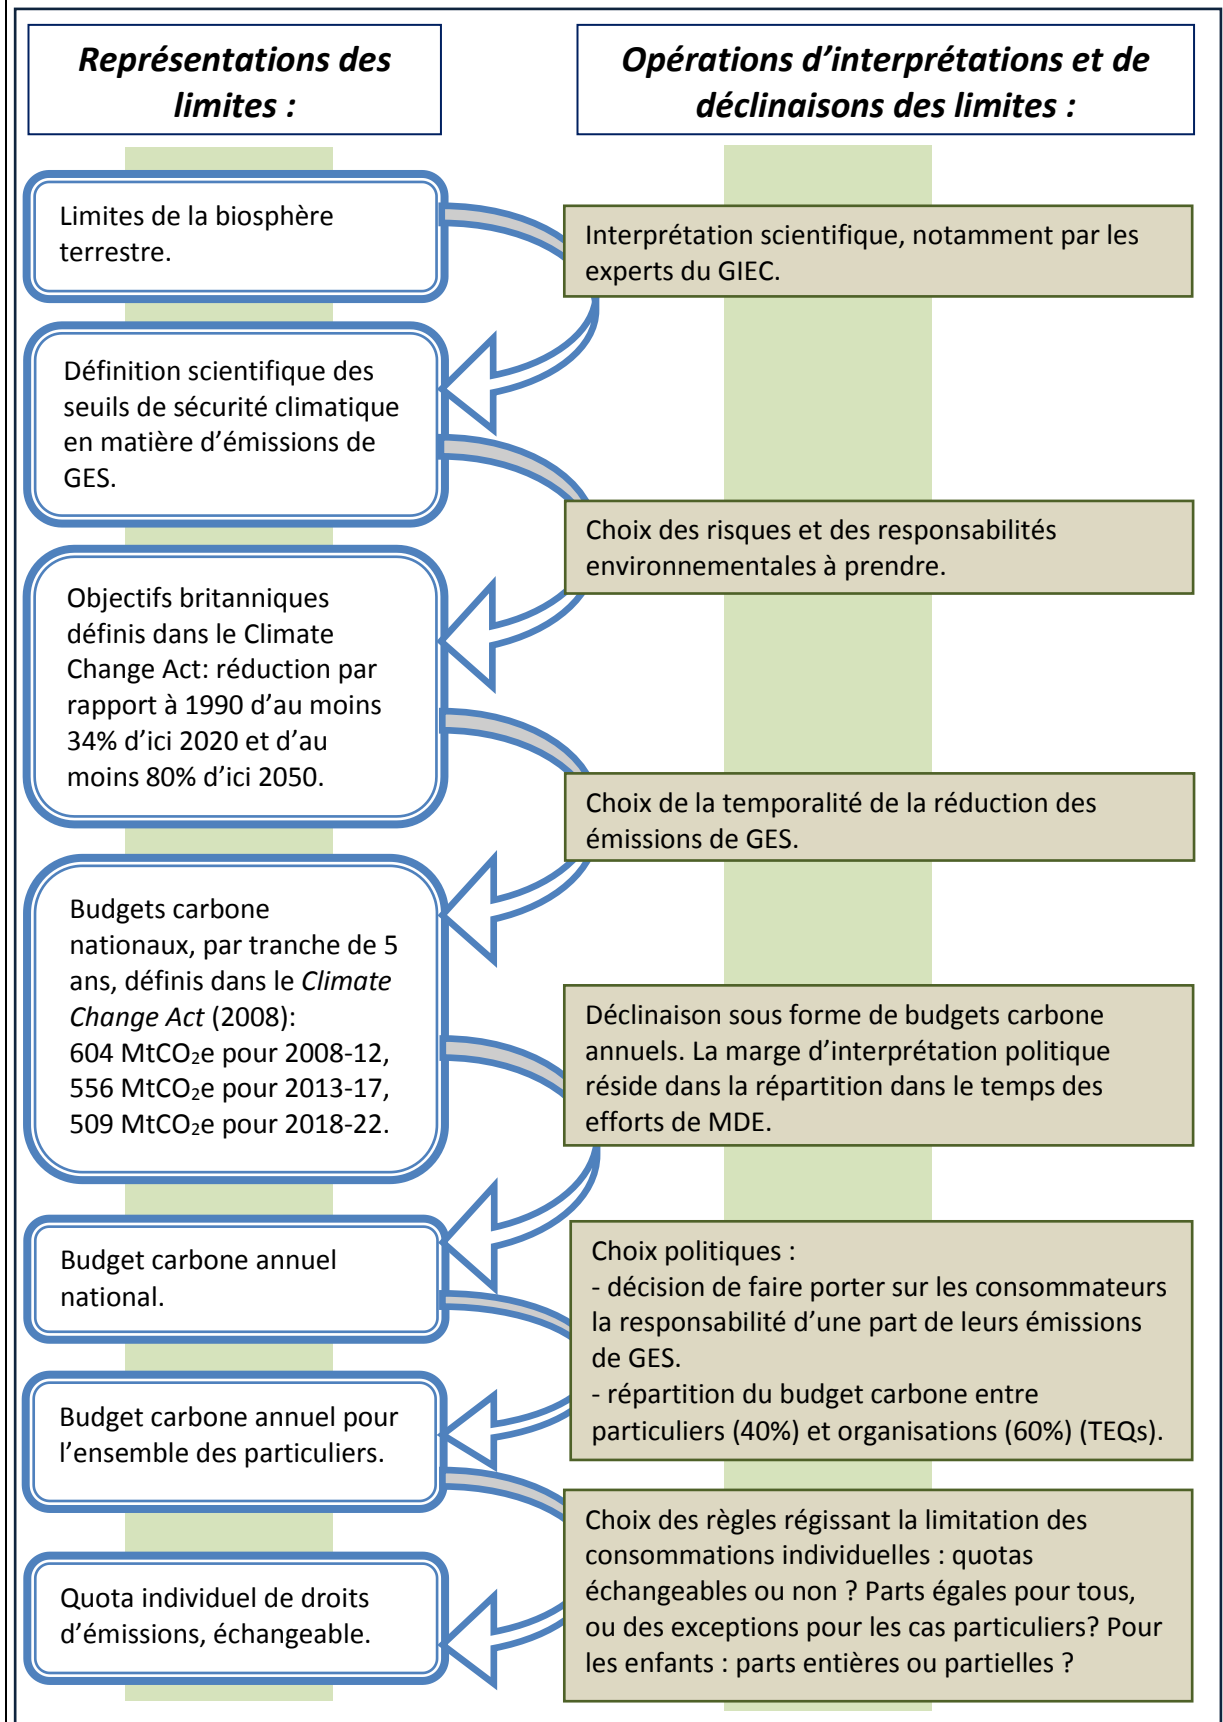 Représentations des
limites :
Opérations d’interprétations et de
déclinaisons des limites :
Limites de la biosphère
terrestre.
Interprétation scientifique, notamment par les
experts du GIEC.
Définition scientifique des
seuils de sécurité climatique
en matière d’émissions de
GES.
Choix des risques et des responsabilités
environnementales à prendre.
Objectifs britanniques
définis dans le Climate
Change Act: réduction par
rapport à 1990 d’au moins
34% d’ici 2020 et d’au
moins 80% d’ici 2050.
Choix de la temporalité de la réduction des
émissions de GES.
Budgets carbone
nationaux, par tranche de 5
ans, définis dans le Climate
Change Act (2008):
604 MtCO₂e pour 2008-12,
556 MtCO₂e pour 2013-17,
509 MtCO₂e pour 2018-22.
Déclinaison sous forme de budgets carbone
annuels. La marge d’interprétation politique
réside dans la répartition dans le temps des
efforts de MDE.
Budget carbone annuel
national.
Choix politiques :
- décision de faire porter sur les consommateurs
la responsabilité d’une part de leurs émissions
de GES.
- répartition du budget carbone entre
particuliers (40%) et organisations (60%) (TEQs).
Budget carbone annuel pour
l’ensemble des particuliers.
Choix des règles régissant la limitation des
consommations individuelles : quotas
échangeables ou non ? Parts égales pour tous,
ou des exceptions pour les cas particuliers? Pour
les enfants : parts entières ou partielles ?
Quota individuel de droits
d’émissions, échangeable.